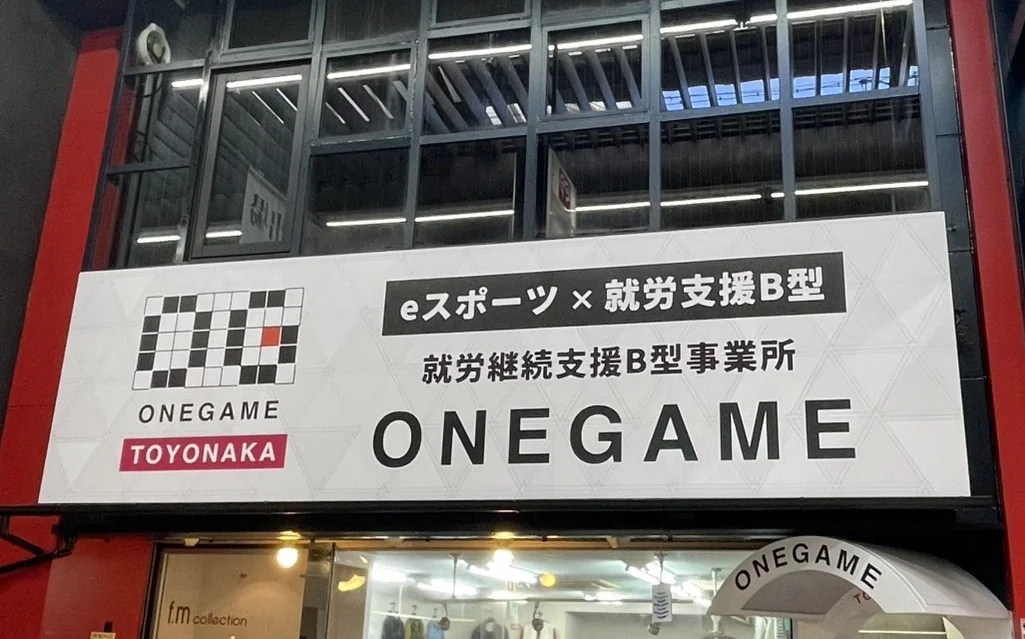 eスポーツ × 就労支援B型
就労継続支援B型事業所
ONEGAME
ONEGAME
TOYONAKA
ONEGAME
f.m collection